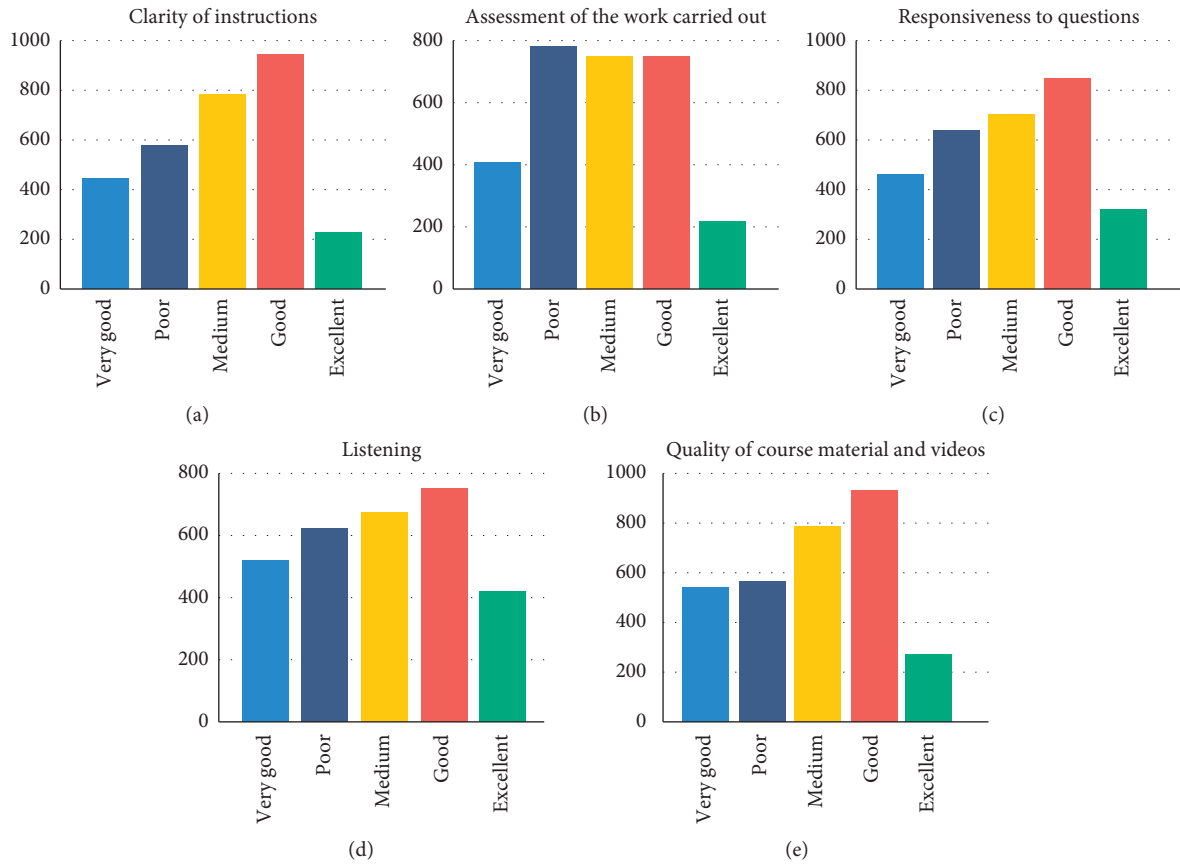 Clarity of instructions
1000
800
600
400
200
0
Very good
Poor
Medium
Good
Excellent
(a)
Assessment of the work carried out
800
600
400
200
0
Very good
Poor
Medium
Good
Excellent
(b)
Responsiveness to questions
1000
800
600
400
200
0
Very good
Poor
Medium
Good
Excellent
(c)
Listening
800
600
400
200
0
Very good
Poor
Medium
Good
Excellent
(d)
Quality of course material and videos
1000
800
600
400
200
0
Very good
Poor
Medium
Good
Excellent
(e)